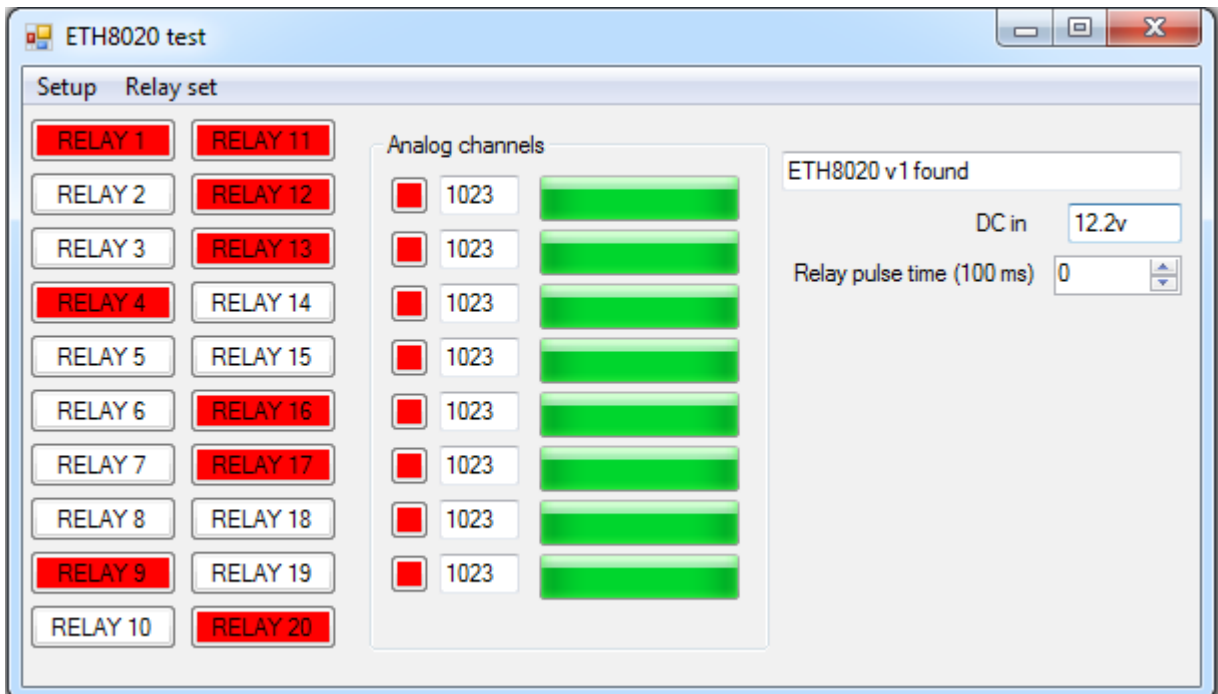 ETH8020 test
Setup Relay set
RELAY 1 RELAY 11
RELAY 2 RELAY 12
RELAY 3 RELAY 13
RELAY 4 RELAY 14
RELAY 5 RELAY 15
RELAY 6 RELAY 16
RELAY 7 RELAY 17
RELAY 8 RELAY 18
RELAY 9 RELAY 19
RELAY 10 RELAY 20
Analog channels
1023
1023
1023
1023
1023
1023
1023
1023
ETH8020 v1 found
DC in 12.2v
Relay pulse time (100 ms) 0